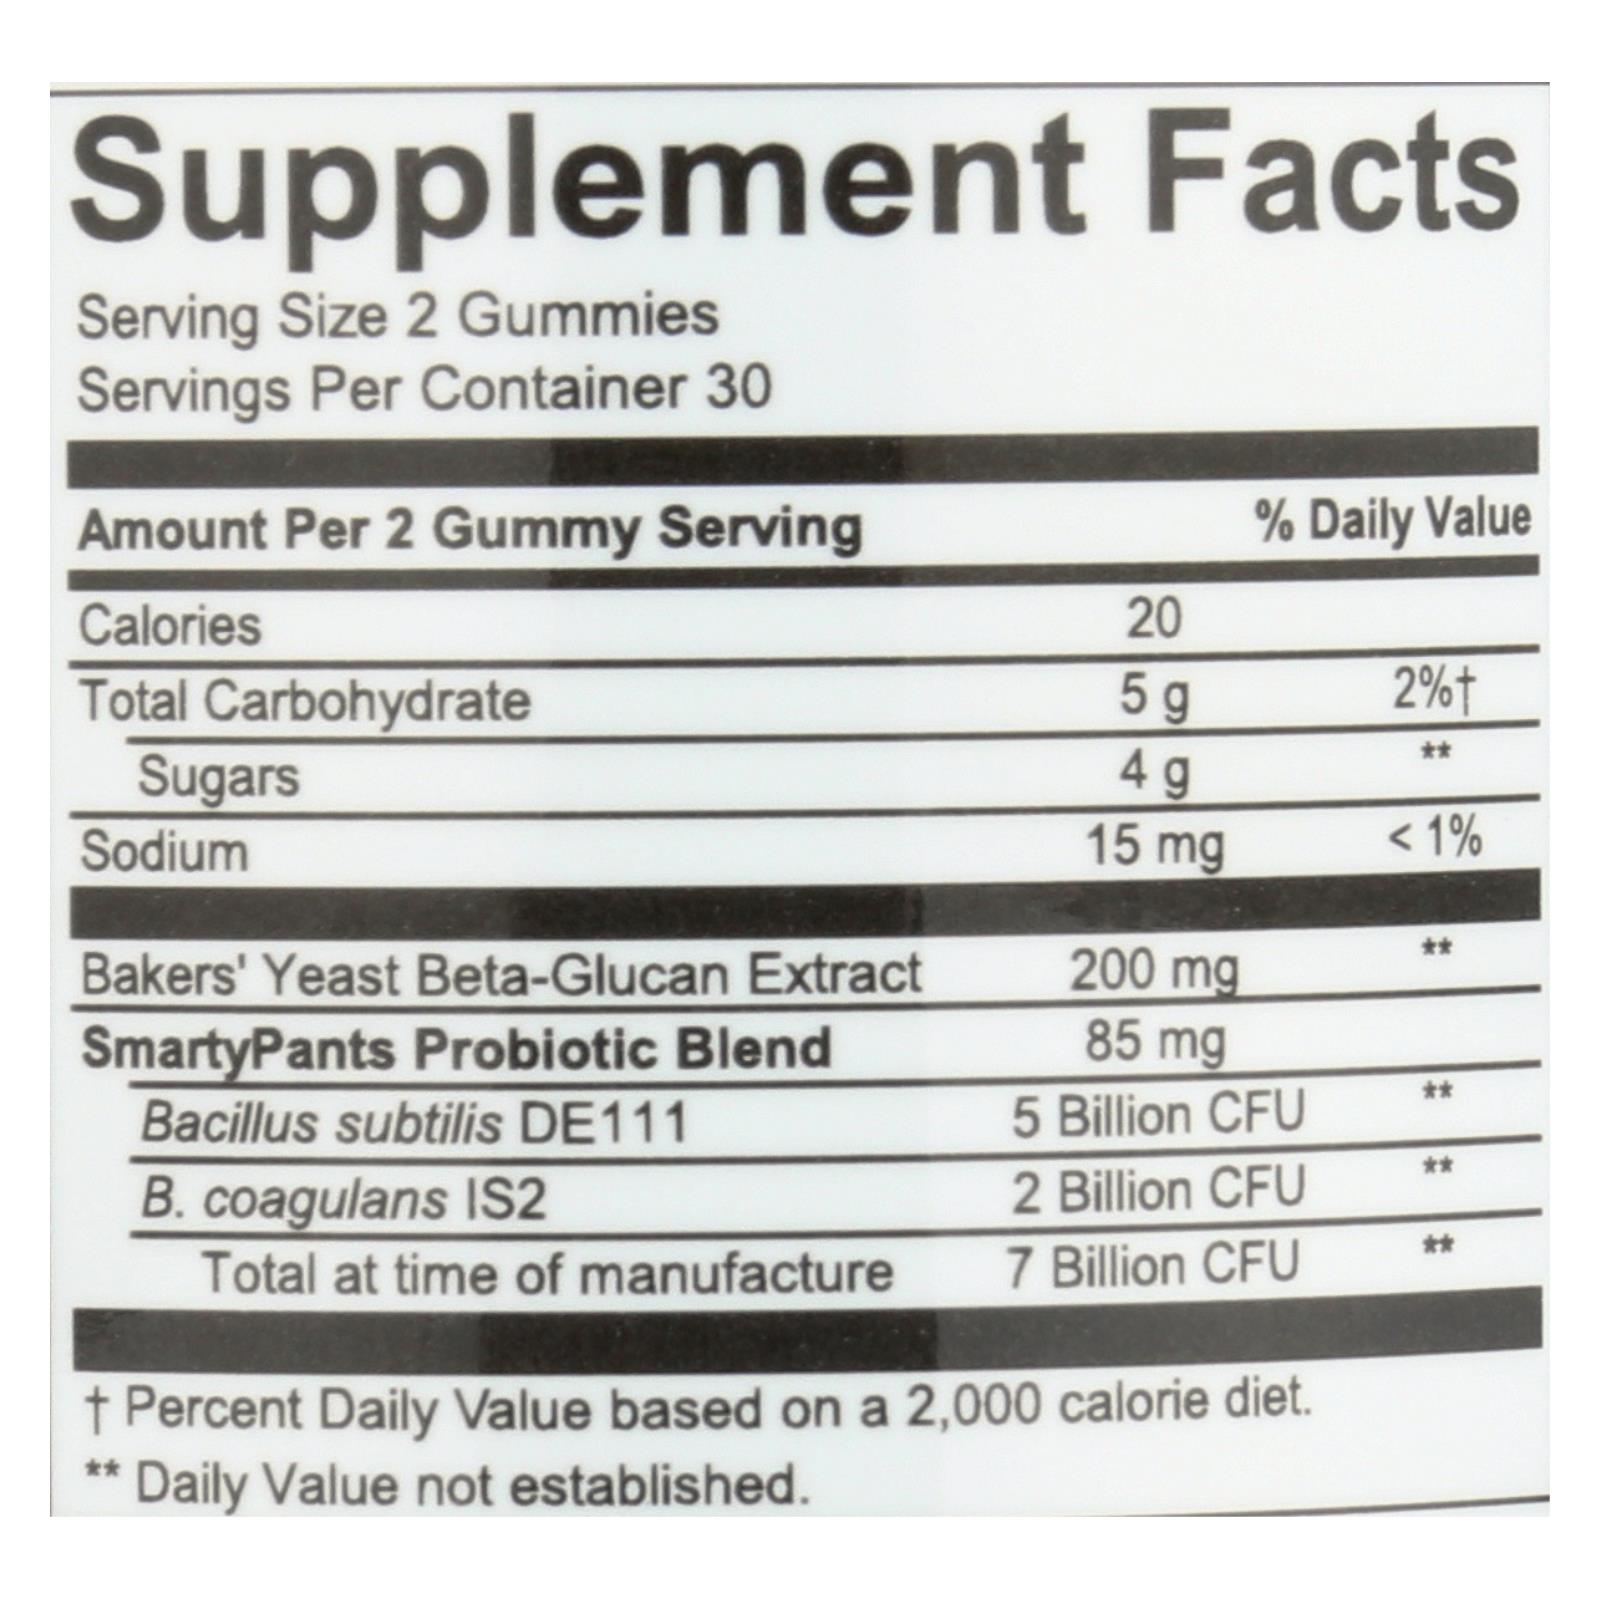 Supplement Facts
Serving Size 2 Gummies
Servings Per Container 30
Amount Per 2 Gummy Serving % Daily Value
Calories 20
Total Carbohydrate 5 g 2%†
Sugars 4 g **
Sodium 15 mg < 1%
Bakers' Yeast Beta-Glucan Extract 200 mg **
SmartyPants Probiotic Blend 85 mg
Bacillus subtilis DE111 5 Billion CFU **
B. coagulans IS2 2 Billion CFU **
Total at time of manufacture 7 Billion CFU **
† Percent Daily Value based on a 2,000 calorie diet.
** Daily Value not established.